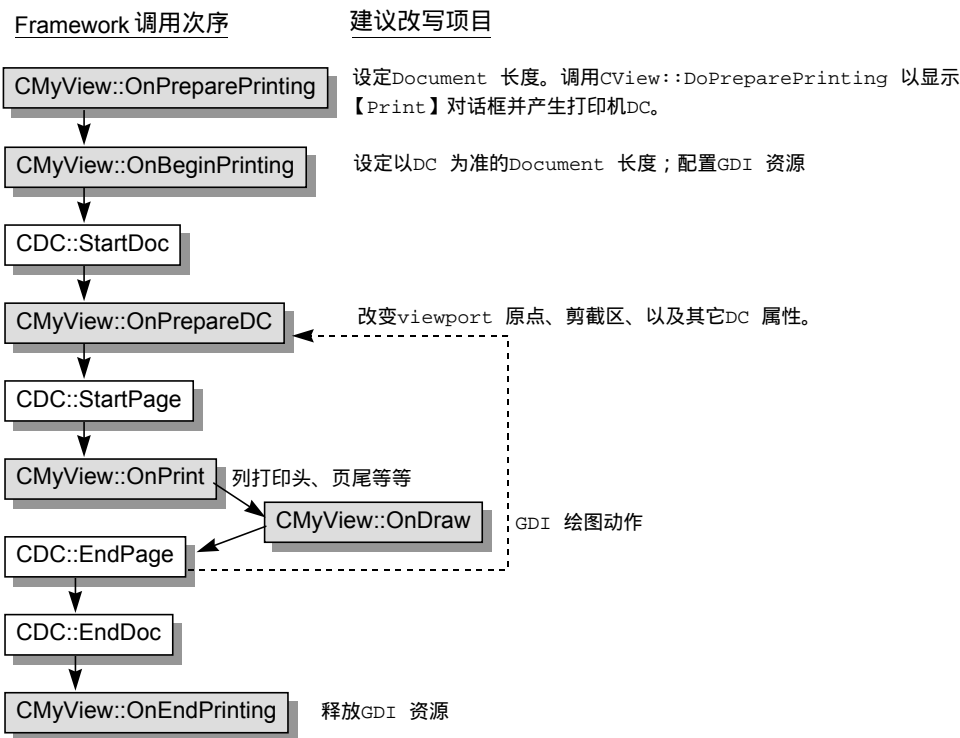 Framework 调用次序
建议改写项目
CMyView::OnPreparePrinting
设定Document 长度。调用CView::DoPreparePrinting 以显示
【Print】对话框并产生打印机DC。
CMyView::OnBeginPrinting
设定以DC 为准的Document 长度；配置GDI 资源
CDC::StartDoc
CMyView::OnPrepareDC
改变viewport 原点、剪截区、以及其它DC 属性。
CDC::StartPage
CMyView::OnPrint
列打印头、页尾等等
CMyView::OnDraw
GDI 绘图动作
CDC::EndPage
CDC::EndDoc
CMyView::OnEndPrinting
释放GDI 资源